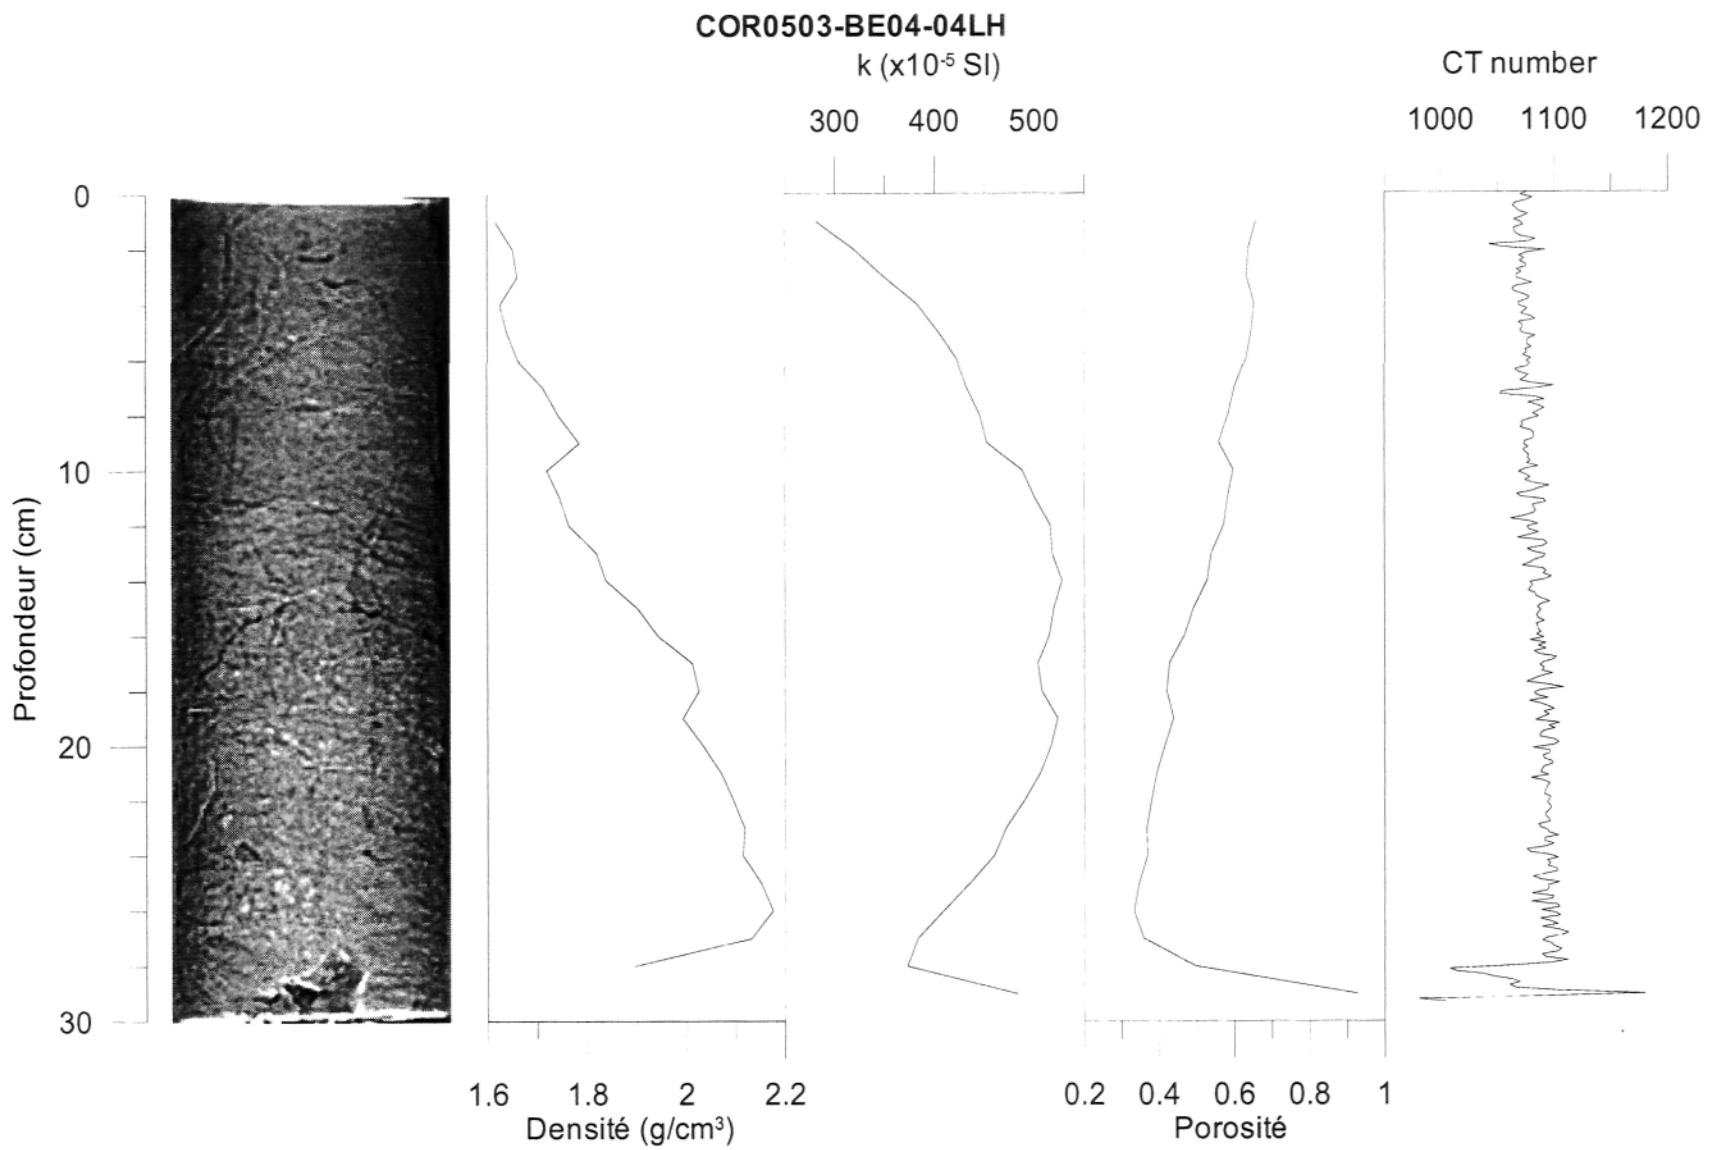 COR0503-BE04-04LH
k (x10⁻⁵ SI)
CT number
300 400 500
1000 1100 1200
0
10
20
30
Profondeur (cm)
1.6 1.8 2 2.2
Densité (g/cm³)
0.2 0.4 0.6 0.8 1
Porosité